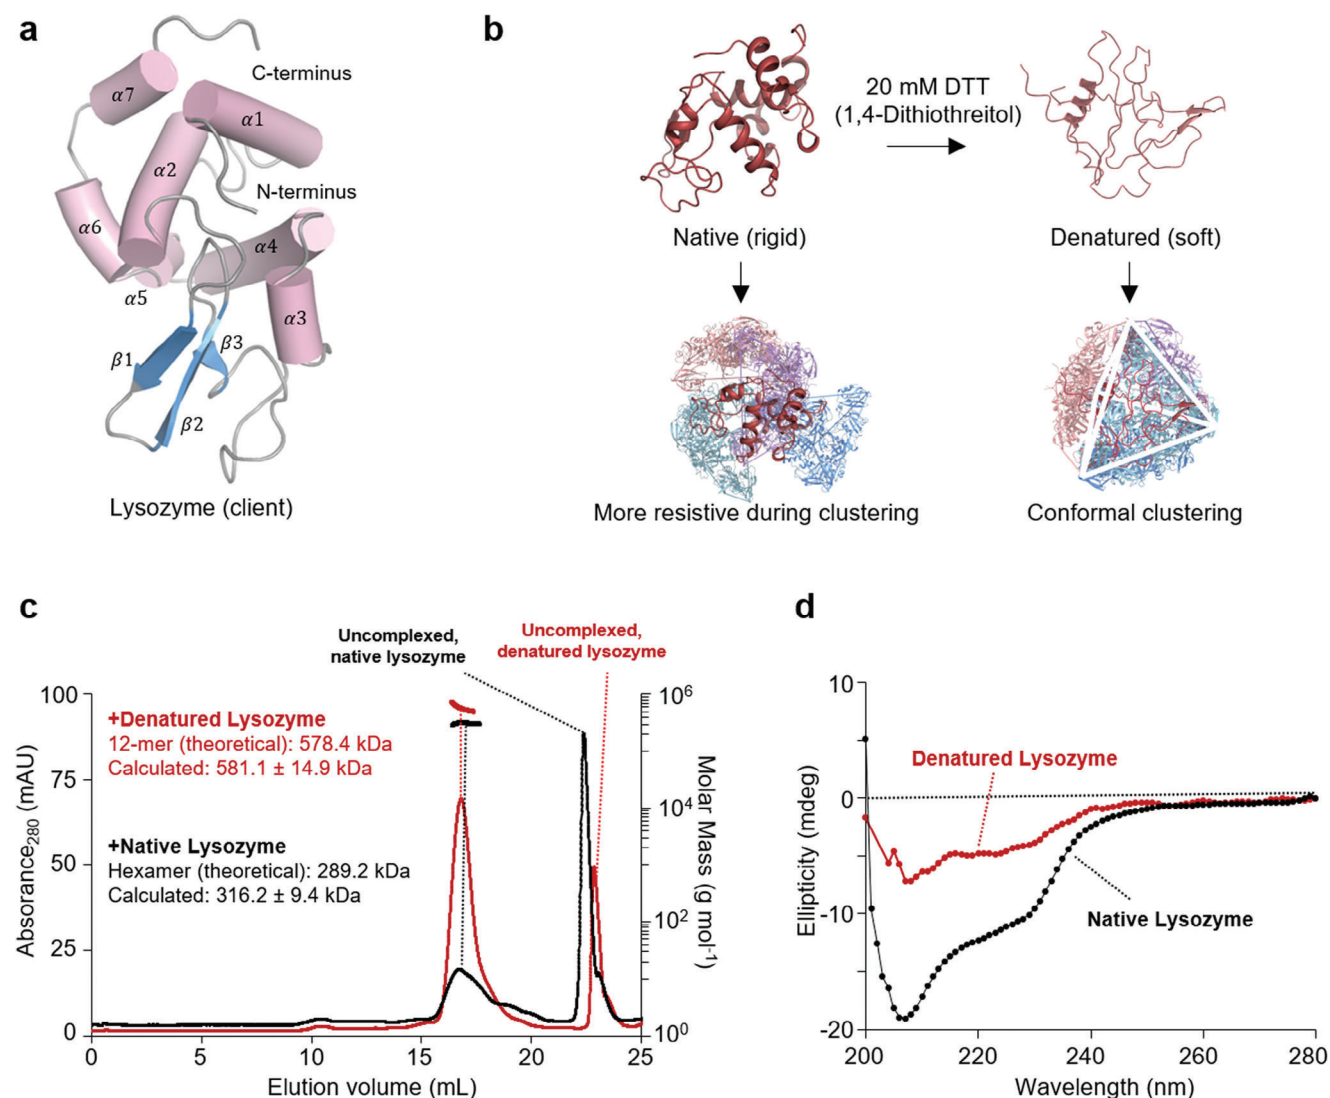 a
C-terminus
α7
α1
α2
N-terminus
α6
α4
α5
α3
β1
β3
β2
Lysozyme (client)
b
20 mM DTT
(1,4-Dithiothreitol)
Native (rigid)
Denatured (soft)
More resistive during clustering
Conformal clustering
c
Uncomplexed,
native lysozyme
Uncomplexed,
denatured lysozyme
+Denatured Lysozyme
12-mer (theoretical): 578.4 kDa
Calculated: 581.1 ± 14.9 kDa
+Native Lysozyme
Hexamer (theoretical): 289.2 kDa
Calculated: 316.2 ± 9.4 kDa
Absorance₂₈₀ (mAU)
100
75
50
25
0
Molar Mass (g mol⁻¹)
10⁶
10⁴
10²
10⁰
0 5 10 15 20 25
Elution volume (mL)
d
Ellipticity (mdeg)
10
0
-10
-20
Denatured Lysozyme
Native Lysozyme
200 220 240 260 280
Wavelength (nm)